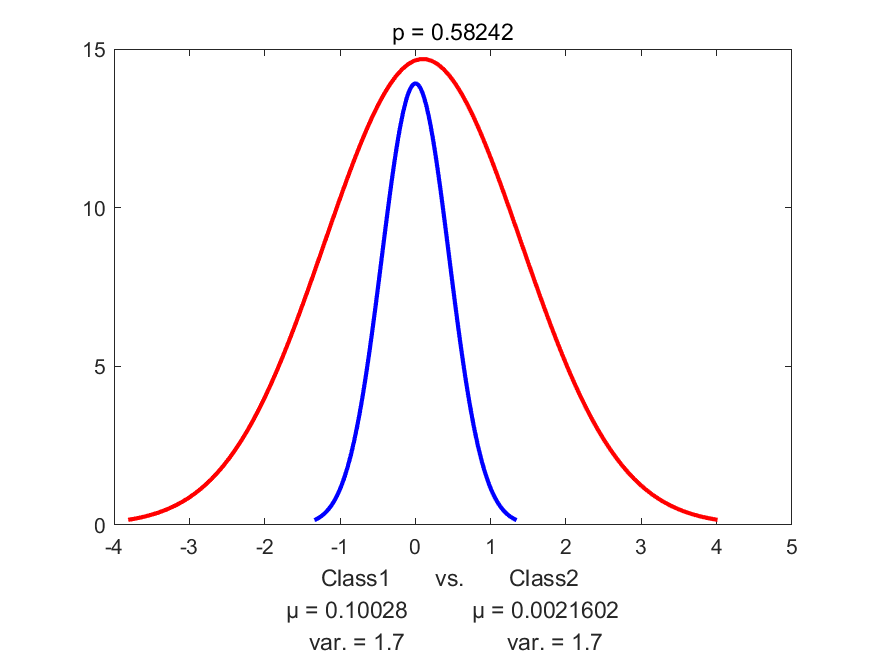 p = 0.58242
15
10
5
0
-4 -3 -2 -1 0 1 2 3 4 5
Class1 vs. Class2
μ = 0.10028 μ = 0.0021602
var. = 1.7 var. = 1.7